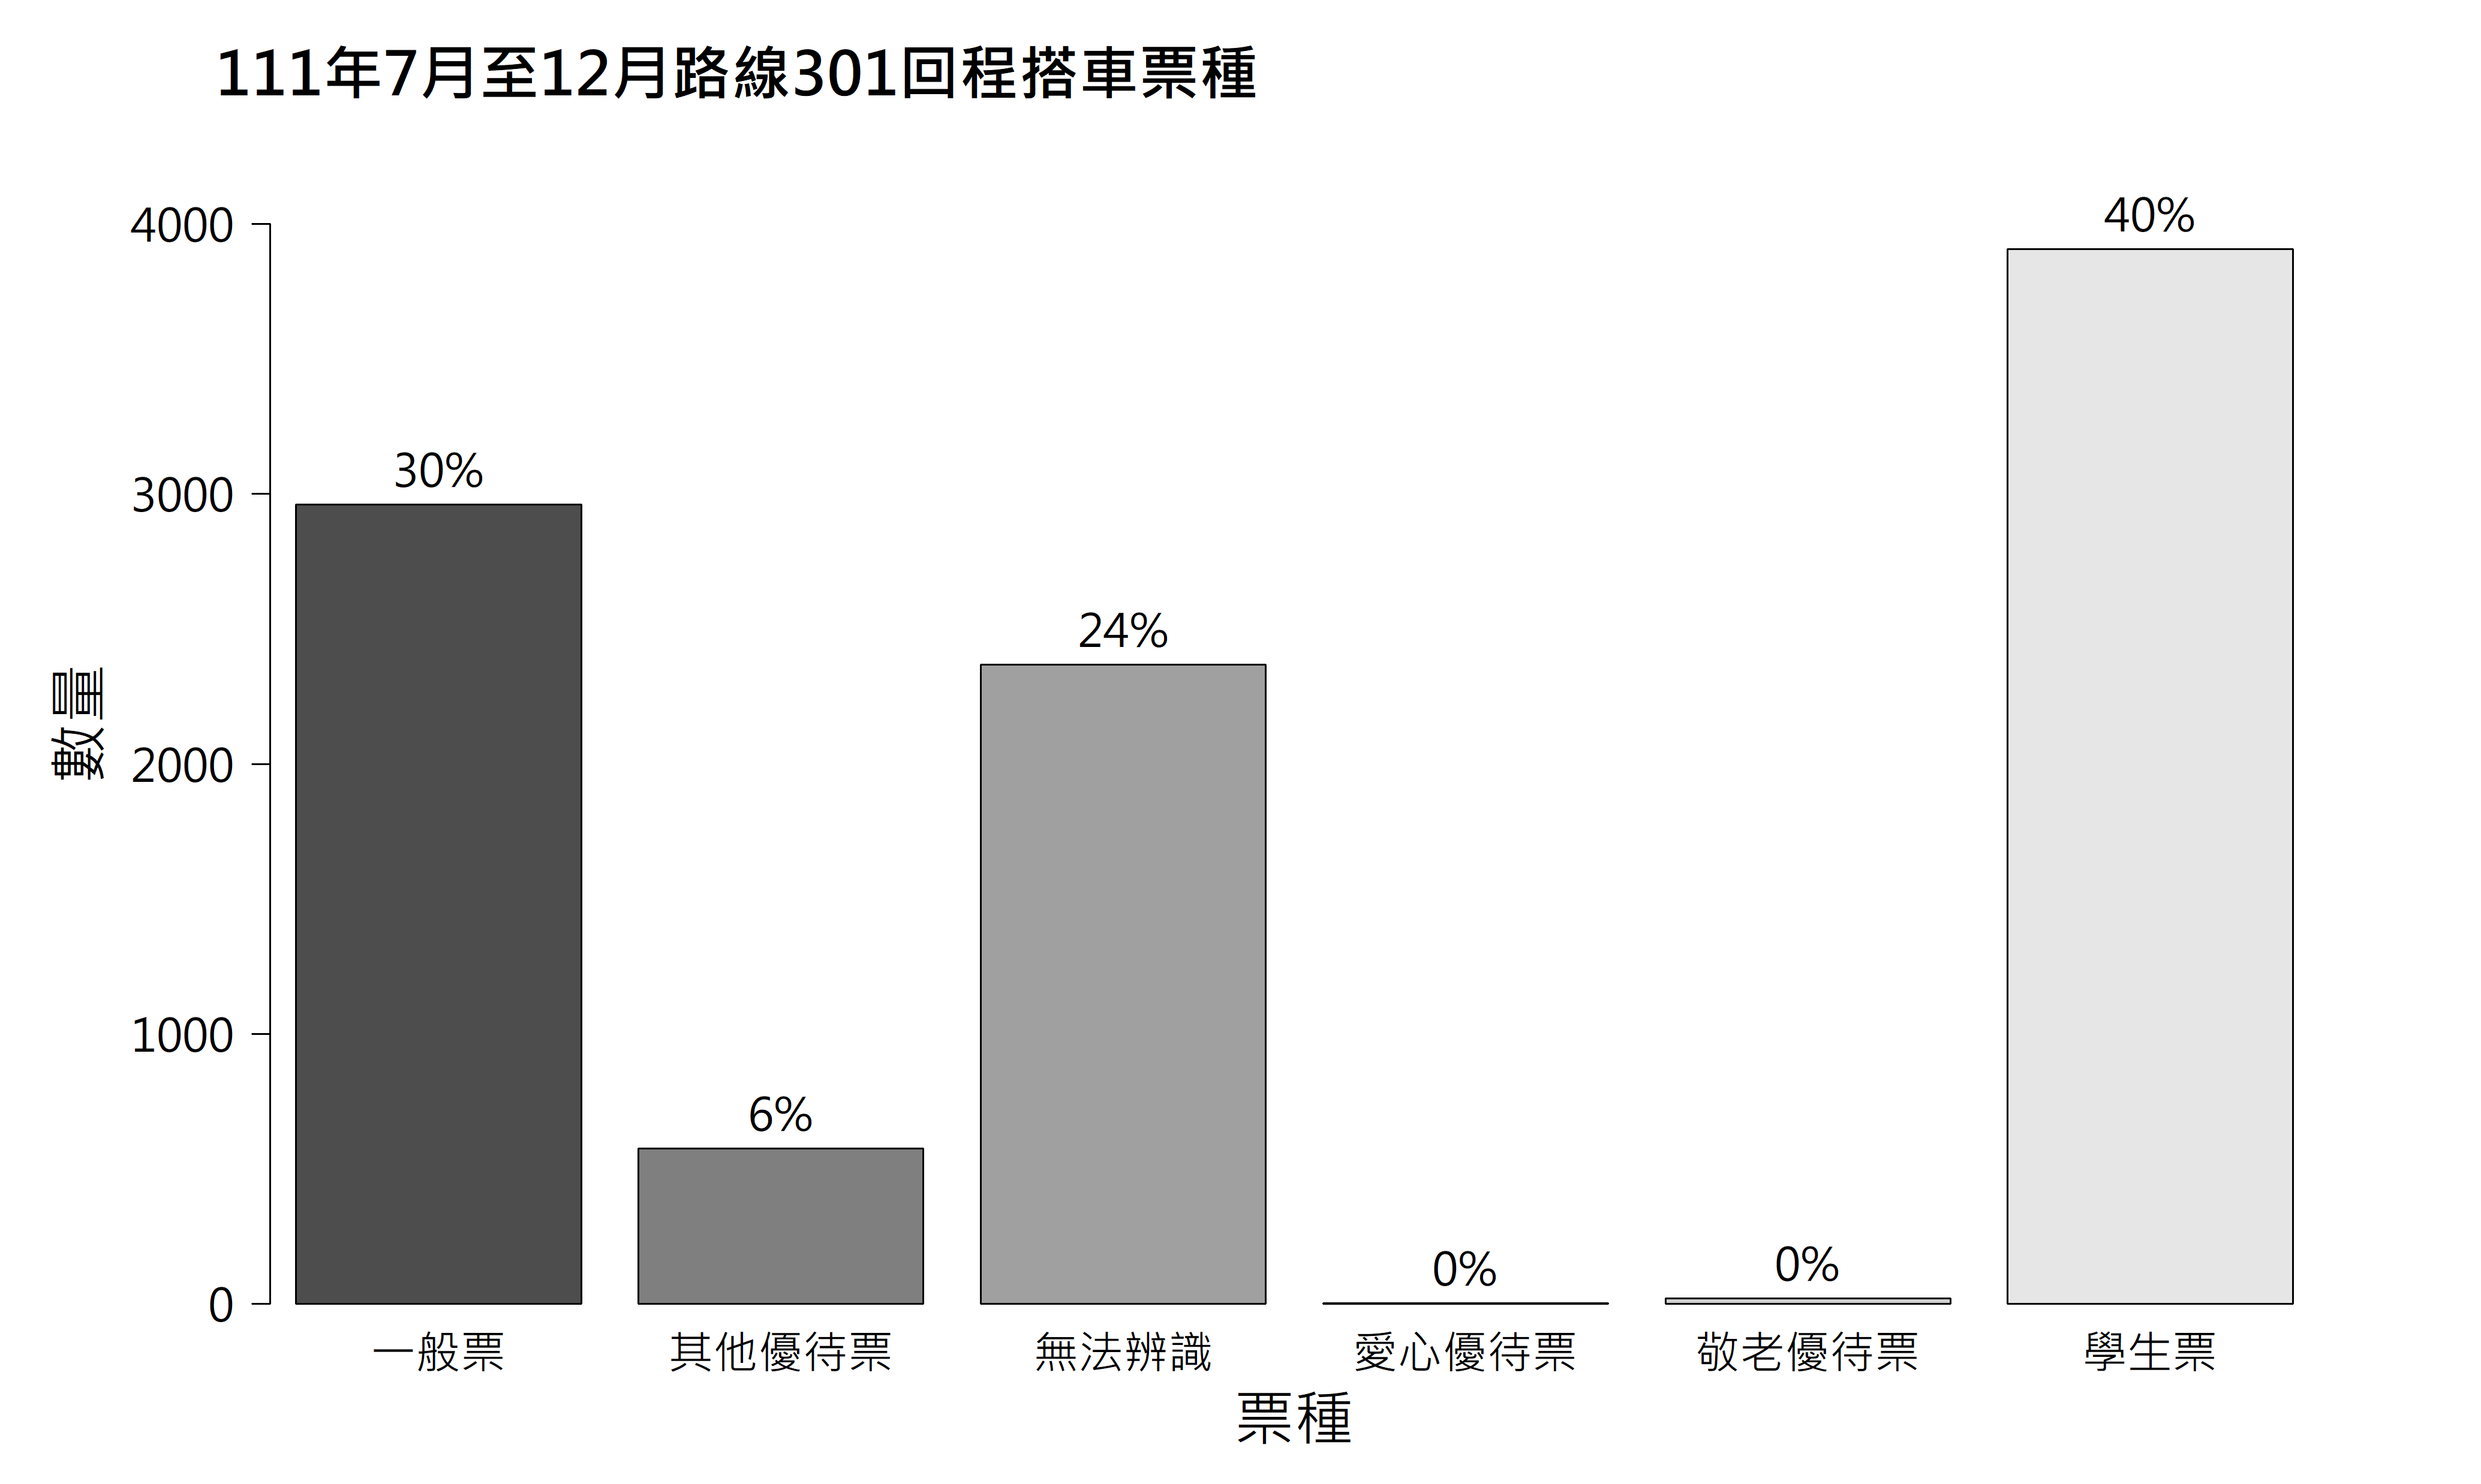 111年7月至12月路線301回程搭車票種
數量
4000
3000
2000
1000
0
30%
6%
24%
0%
0%
40%
一般票
其他優待票
無法辨識
愛心優待票
敬老優待票
學生票
票種